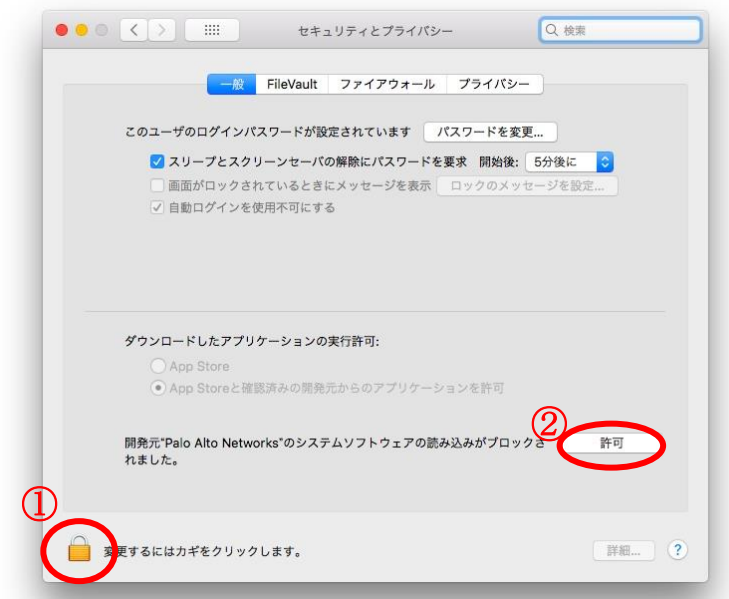 セキュリティとプライバシー
検索
一般 FileVault ファイアウォール プライバシー
このユーザのログインパスワードが設定されています パスワードを変更...
スリープとスクリーンセーバの解除にパスワードを要求 開始後: 5分後に
画面がロックされているときにメッセージを表示 ロックのメッセージを設定...
自動ログインを使用不可にする
ダウンロードしたアプリケーションの実行許可:
App Store
App Storeと確認済みの開発元からのアプリケーションを許可
②
開発元"Palo Alto Networks"のシステムソフトウェアの読み込みがブロックさ 許可
れました。
①
変更するにはカギをクリックします。 詳細... ?